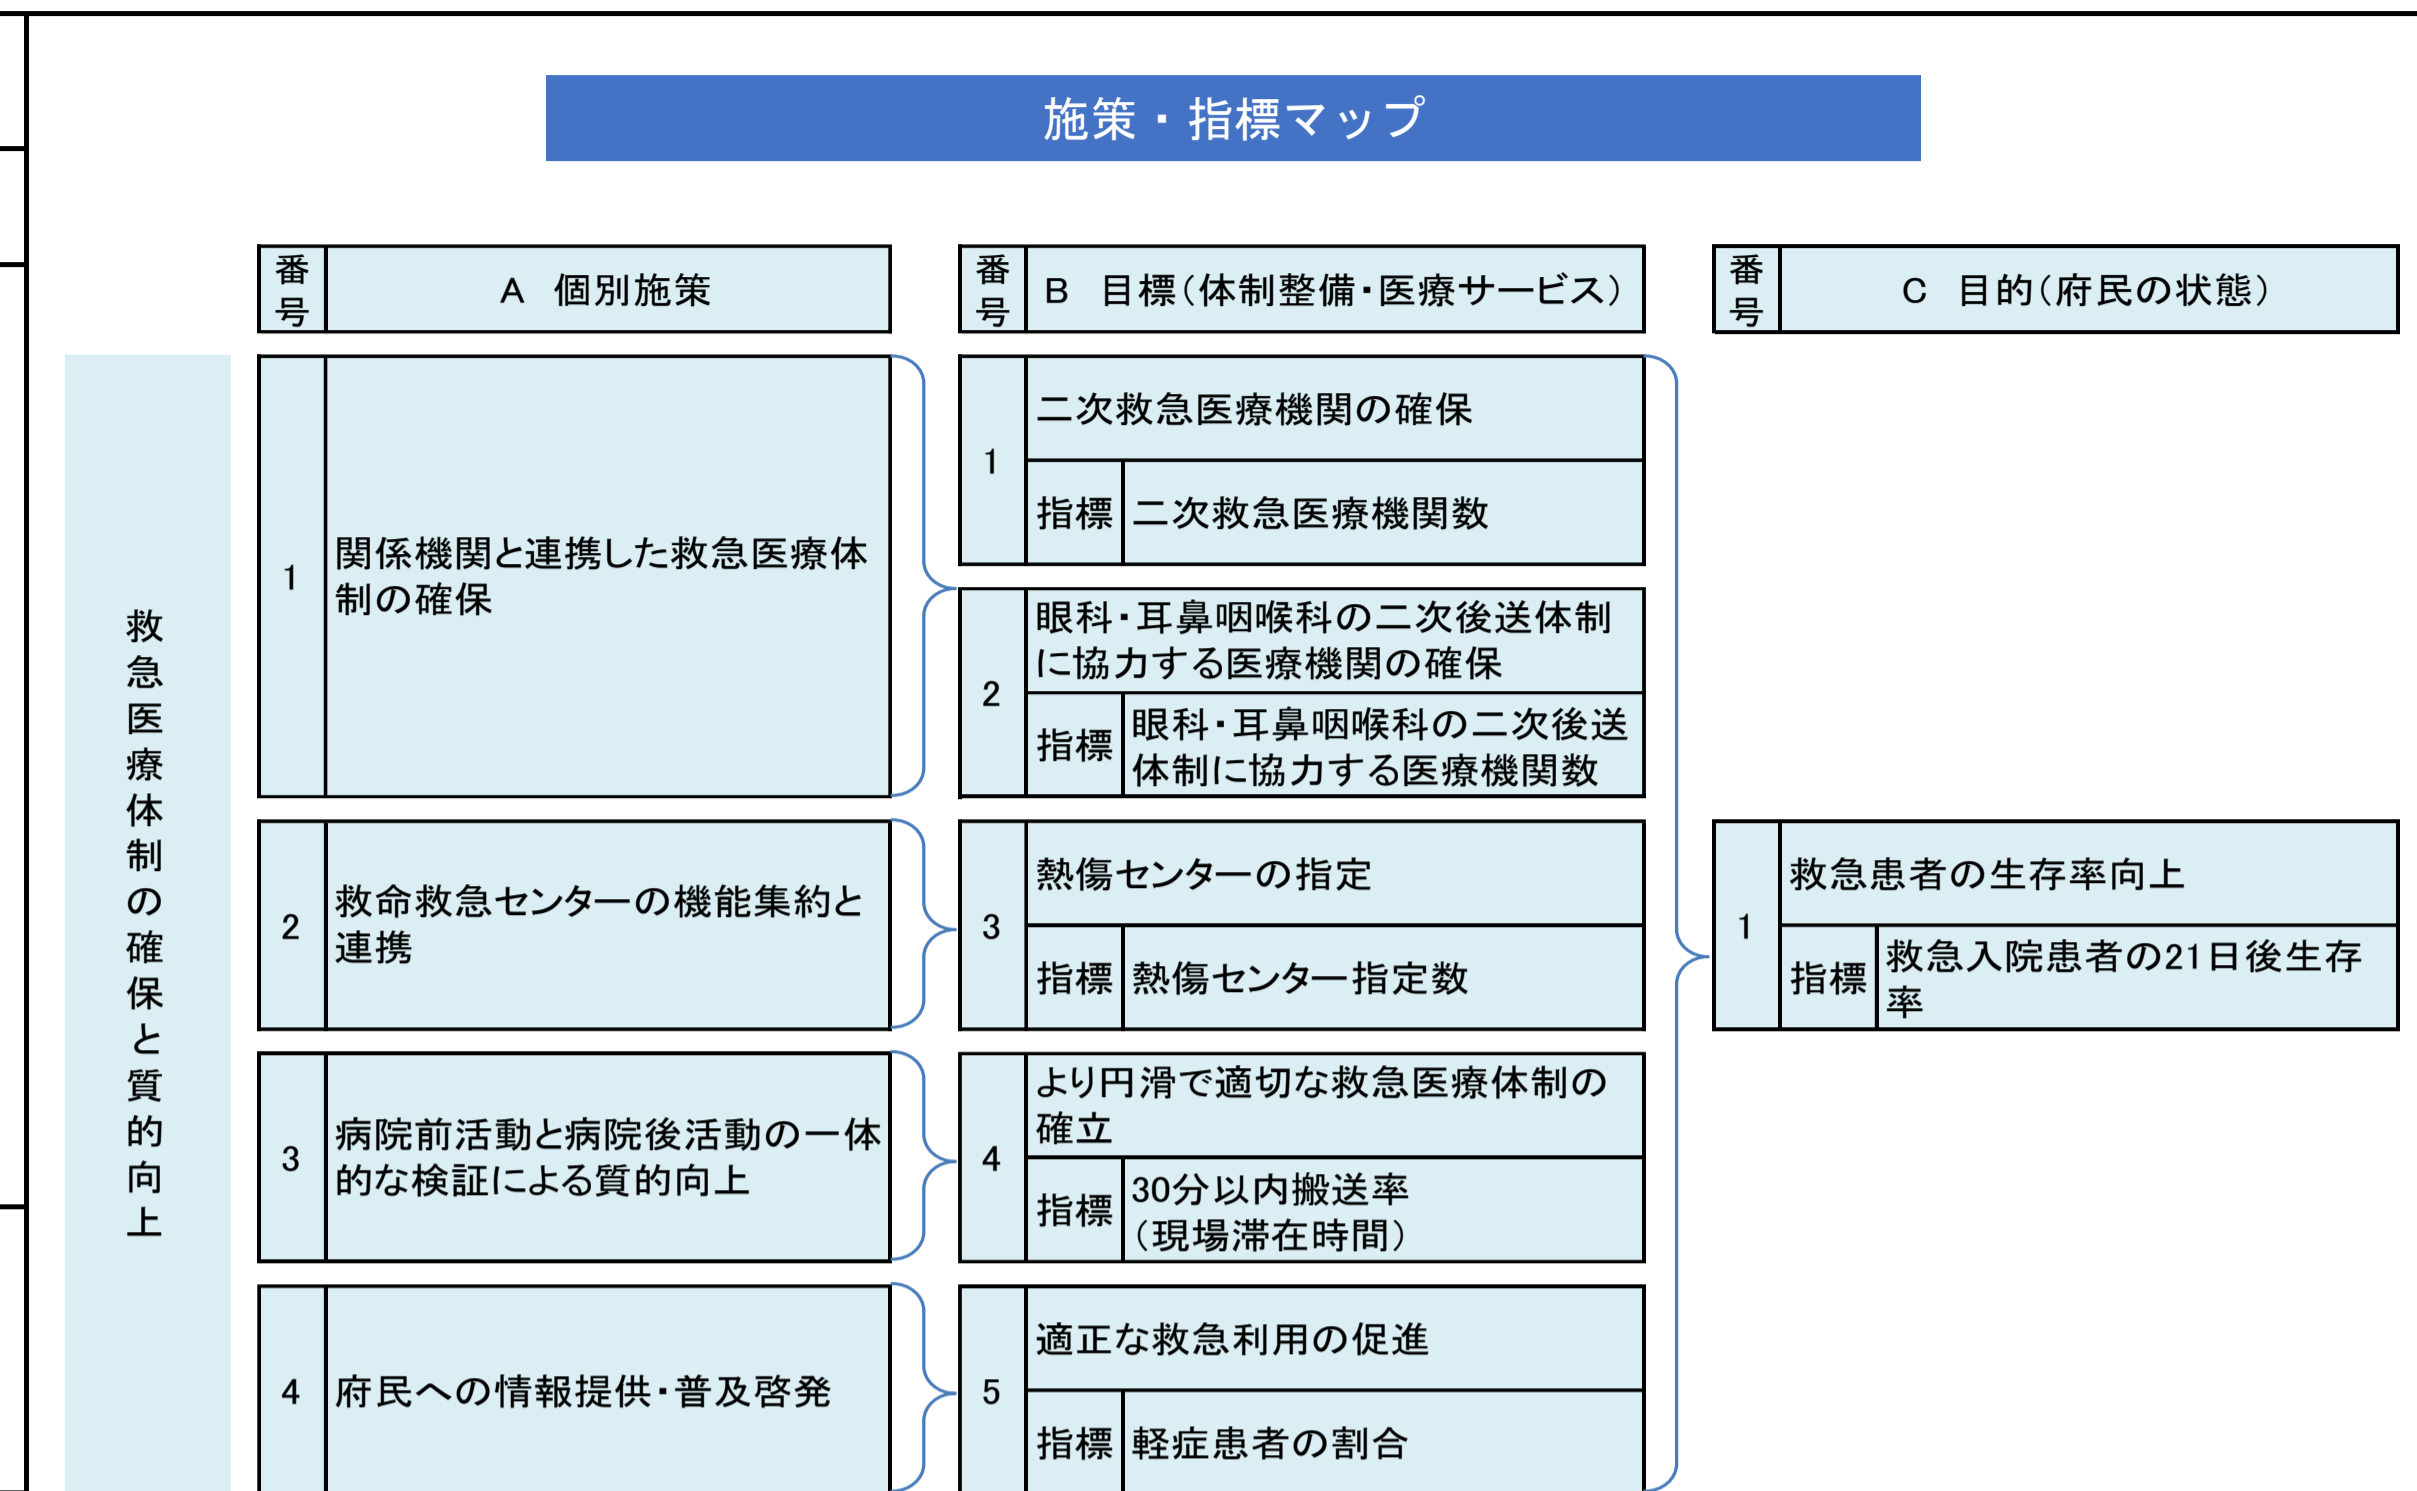 施策・指標マップ
番号
A　個別施策
番号
B　目標（体制整備・医療サービス）
番号
C　目的（府民の状態）
救急医療体制の確保と質的向上
1
関係機関と連携した救急医療体
制の確保
1
二次救急医療機関の確保
指標
二次救急医療機関数
2
眼科・耳鼻咽喉科の二次後送体制
に協力する医療機関の確保
指標
眼科・耳鼻咽喉科の二次後送
体制に協力する医療機関数
2
救命救急センターの機能集約と
連携
3
熱傷センターの指定
指標
熱傷センター指定数
1
救急患者の生存率向上
指標
救急入院患者の21日後生存
率
3
病院前活動と病院後活動の一体
的な検証による質的向上
4
より円滑で適切な救急医療体制の
確立
指標
30分以内搬送率
（現場滞在時間）
4
府民への情報提供・普及啓発
5
適正な救急利用の促進
指標
軽症患者の割合